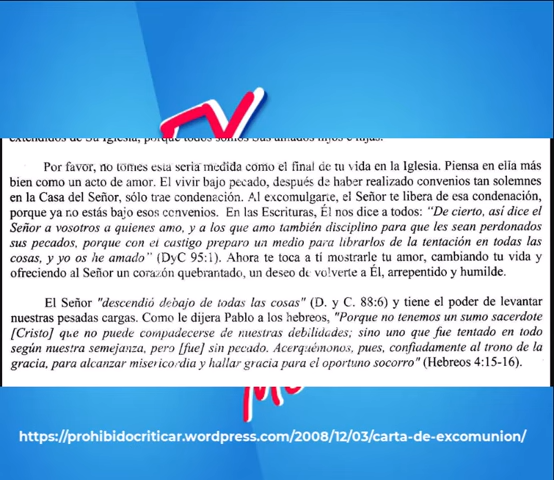 extendidos de Su Iglesia, porque todos somos Sus amados hijos e hijas.
Por favor, no tomes esta seria medida como el final de tu vida en la Iglesia. Piensa en ella más
bien como un acto de amor. El vivir bajo pecado, después de haber realizado convenios tan solemnes
en la Casa del Señor, sólo trae condenación. Al excomulgarte, el Señor te libera de esa condenación,
porque ya no estás bajo esos convenios. En las Escrituras, Él nos dice a todos: "De cierto, así dice el
Señor a vosotros a quienes amo, y a los que amo también disciplino para que les sean perdonados
sus pecados, porque con el castigo preparo un medio para librarlos de la tentación en todas las
cosas, y yo os he amado" (DyC 95:1). Ahora te toca a ti mostrarle tu amor, cambiando tu vida y
ofreciendo al Señor un corazón quebrantado, un deseo de volverte a Él, arrepentido y humilde.
El Señor "descendió debajo de todas las cosas" (D. y C. 88:6) y tiene el poder de levantar
nuestras pesadas cargas. Como le dijera Pablo a los hebreos, "Porque no tenemos un sumo sacerdote
[Cristo] que no puede compadecerse de nuestras debilidades; sino uno que fue tentado en todo
según nuestra semejanza, pero [fue] sin pecado. Acerquémonos, pues, confiadamente al trono de la
gracia, para alcanzar misericordia y hallar gracia para el oportuno socorro" (Hebreos 4:15-16).
https://prohibidocriticar.wordpress.com/2008/12/03/carta-de-excomunion/